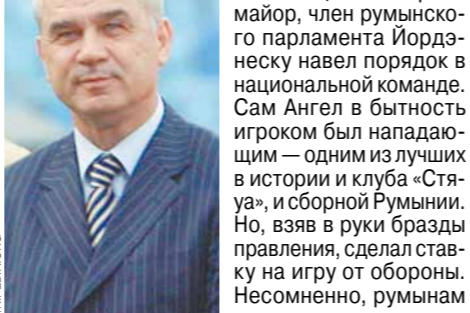 майор, член румынско-
го парламента Йордэ-
неску навел порядок в
национальной команде.
Сам Ангел в бытность
игроком был нападаю-
щим — одним из лучших
в истории и клуба «Стя-
уа», и сборной Румынии.
Но, взяв в руки бразды
правления, сделал став-
ку на игру от обороны.
Несомненно, румынам